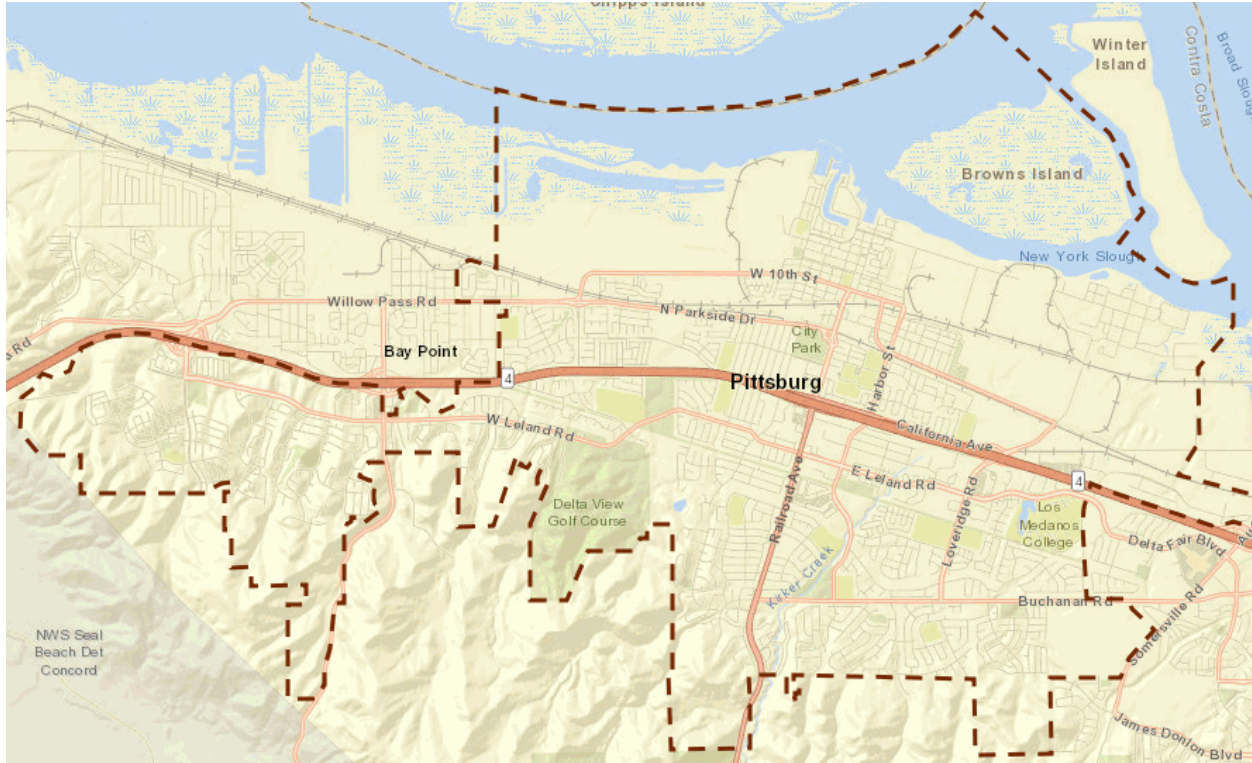 Chipps Island
Winter
Island
Contra Costa
Broad Sloug
Browns Island
New York Slough
W 10th St
Willow Pass Rd
N Parkside Dr
City
Park
Bay Point
4
Pittsburg
Harbor St
W Leland Rd
California Ave
E Leland Rd
4
Railroad Ave
Loveridge Rd
Delta View
Golf Course
Los
Medanos
College
Delta Fair Blvd
Kirker Creek
Buchanan Rd
Somersville Rd
NWS Seal
Beach Det
Concord
James Donlon Blvd